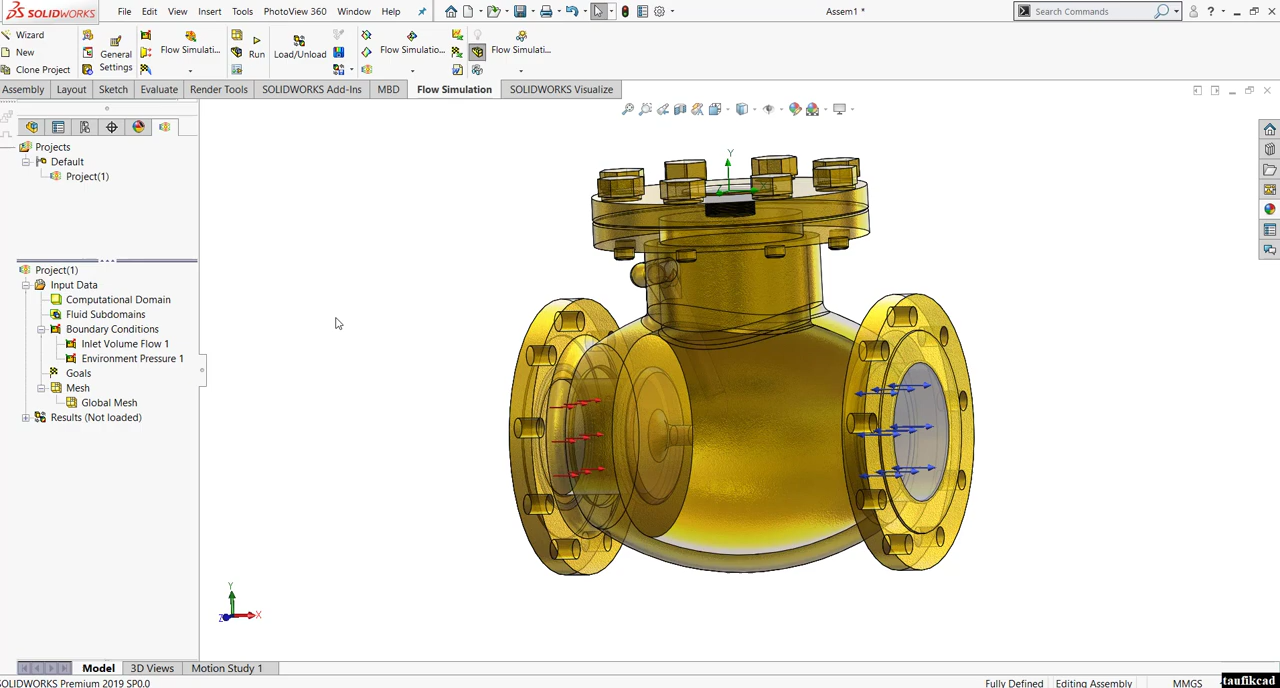 SOLIDWORKS File Edit View Insert Tools PhotoView 360 Window Help Assem1 * Search Commands
Wizard
New
Clone Project
General Settings
Flow Simulati...
Run
Load/Unload
Flow Simulatio...
Flow Simulati...
Assembly Layout Sketch Evaluate Render Tools SOLIDWORKS Add-Ins MBD Flow Simulation SOLIDWORKS Visualize
Projects
Default
Project(1)
Project(1)
Input Data
Computational Domain
Fluid Subdomains
Boundary Conditions
Inlet Volume Flow 1
Environment Pressure 1
Goals
Mesh
Global Mesh
Results (Not loaded)
Y
Y
X
Z
Model 3D Views Motion Study 1
SOLIDWORKS Premium 2019 SP0.0 Fully Defined Editing Assembly MMGS
taufikcad